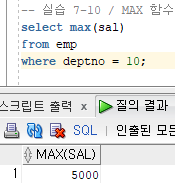 -- 실습 7-10 / MAX 함수
select max(sal)
from emp
where deptno = 10;
스크립트 출력 × 질의 결과
SQL | 인출된 모든
MAX(SAL)
1 5000